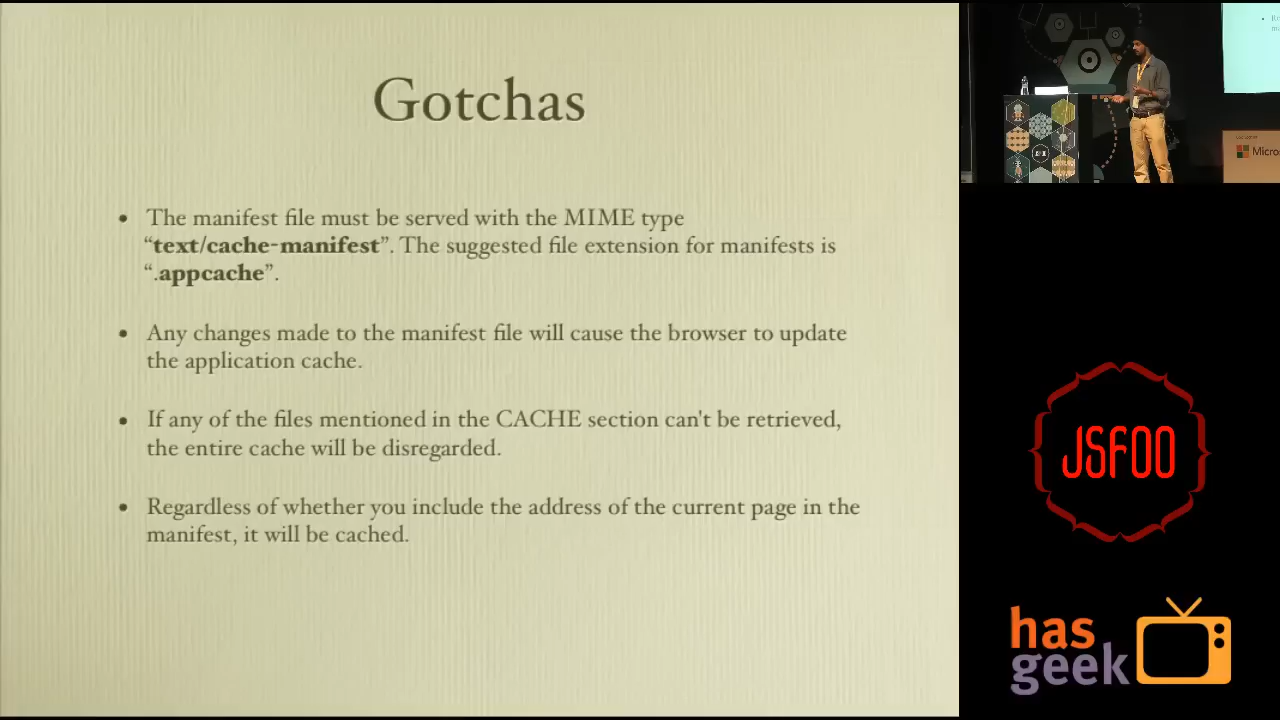 Gotchas
• The manifest file must be served with the MIME type
“text/cache-manifest”. The suggested file extension for manifests is
“.appcache”.
• Any changes made to the manifest file will cause the browser to update
the application cache.
• If any of the files mentioned in the CACHE section can't be retrieved,
the entire cache will be disregarded.
• Regardless of whether you include the address of the current page in the
manifest, it will be cached.
Micros
JSFOO
has
geek